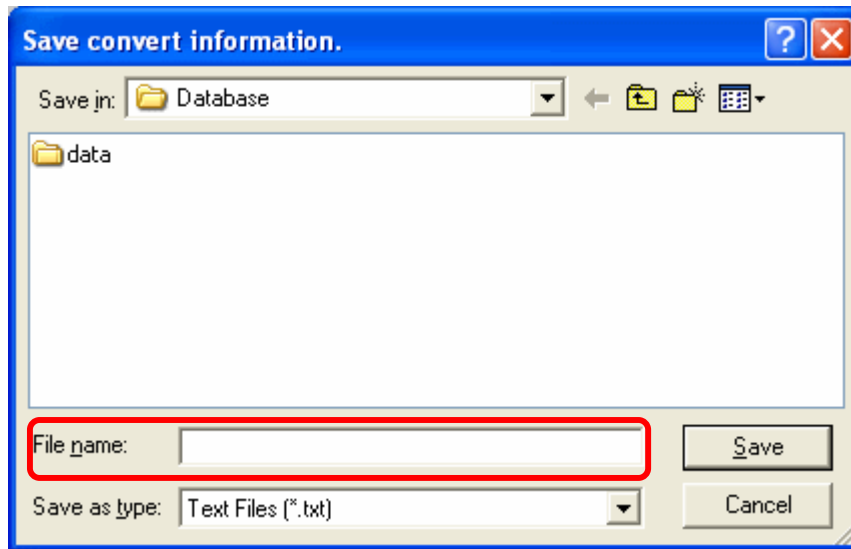 Save convert information.
Save in: Database
data
File name:
Save
Save as type: Text Files (*.txt)
Cancel